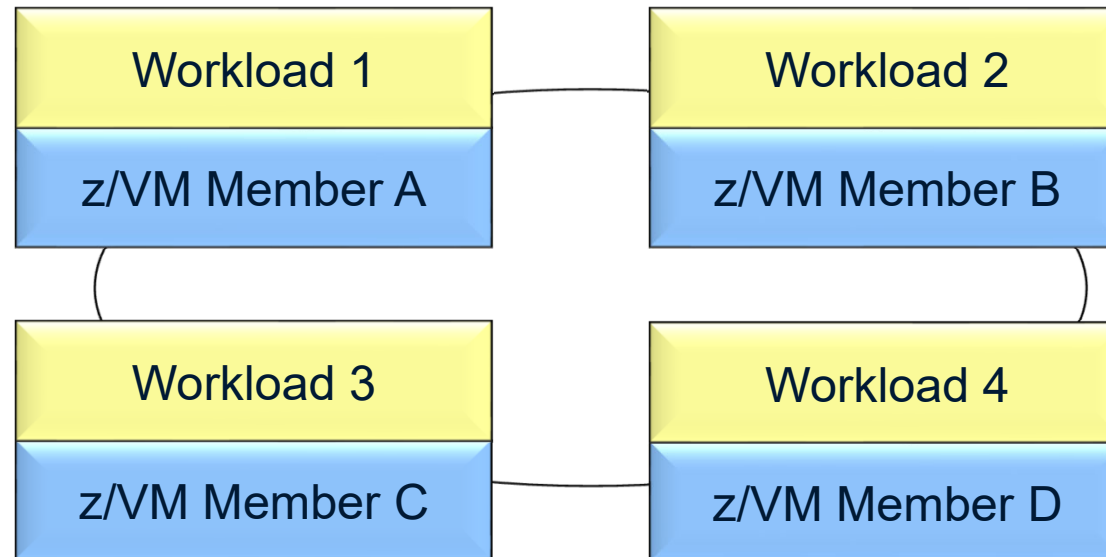 Workload 1
Workload 2
z/VM Member A
z/VM Member B
Workload 3
Workload 4
z/VM Member C
z/VM Member D